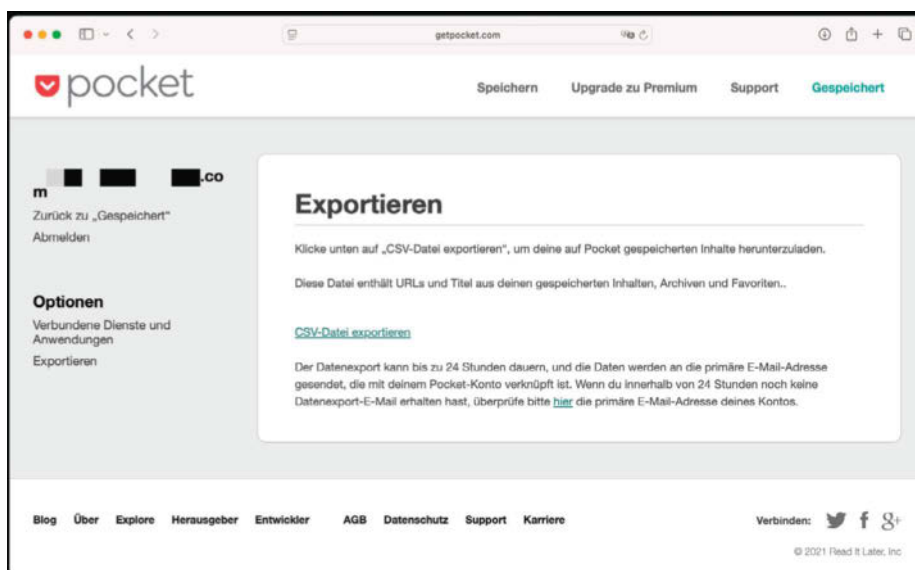 getpocket.com
pocket
Speichern Upgrade zu Premium Support Gespeichert
.co
m
Zurück zu „Gespeichert“
Abmelden
Optionen
Verbundene Dienste und
Anwendungen
Exportieren
Exportieren
Klicke unten auf „CSV-Datei exportieren“, um deine auf Pocket gespeicherten Inhalte herunterzuladen.
Diese Datei enthält URLs und Titel aus deinen gespeicherten Inhalten, Archiven und Favoriten..
CSV-Datei exportieren
Der Datenexport kann bis zu 24 Stunden dauern, und die Daten werden an die primäre E-Mail-Adresse
gesendet, die mit deinem Pocket-Konto verknüpft ist. Wenn du innerhalb von 24 Stunden noch keine
Datenexport-E-Mail erhalten hast, überprüfe bitte hier die primäre E-Mail-Adresse deines Kontos.
Blog Über Explore Herausgeber Entwickler AGB Datenschutz Support Karriere
Verbinden:
© 2021 Read It Later, Inc